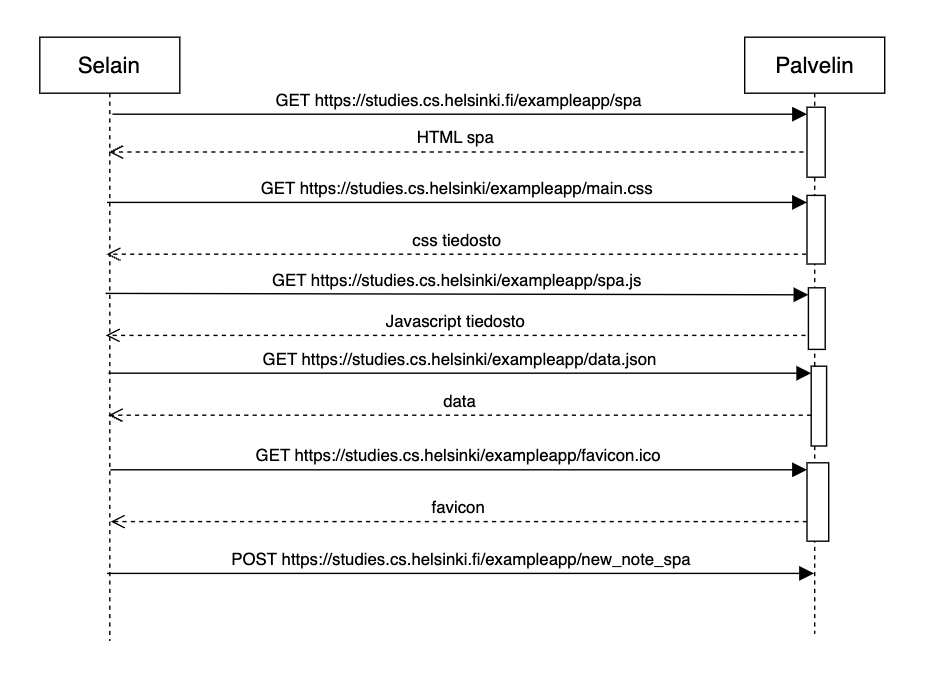 Selain
Palvelin
GET https://studies.cs.helsinki.fi/exampleapp/spa
HTML spa
GET https://studies.cs.helsinki/exampleapp/main.css
css tiedosto
GET https://studies.cs.helsinki/exampleapp/spa.js
Javascript tiedosto
GET https://studies.cs.helsinki/exampleapp/data.json
data
GET https://studies.cs.helsinki/exampleapp/favicon.ico
favicon
POST https://studies.cs.helsinki.fi/exampleapp/new_note_spa